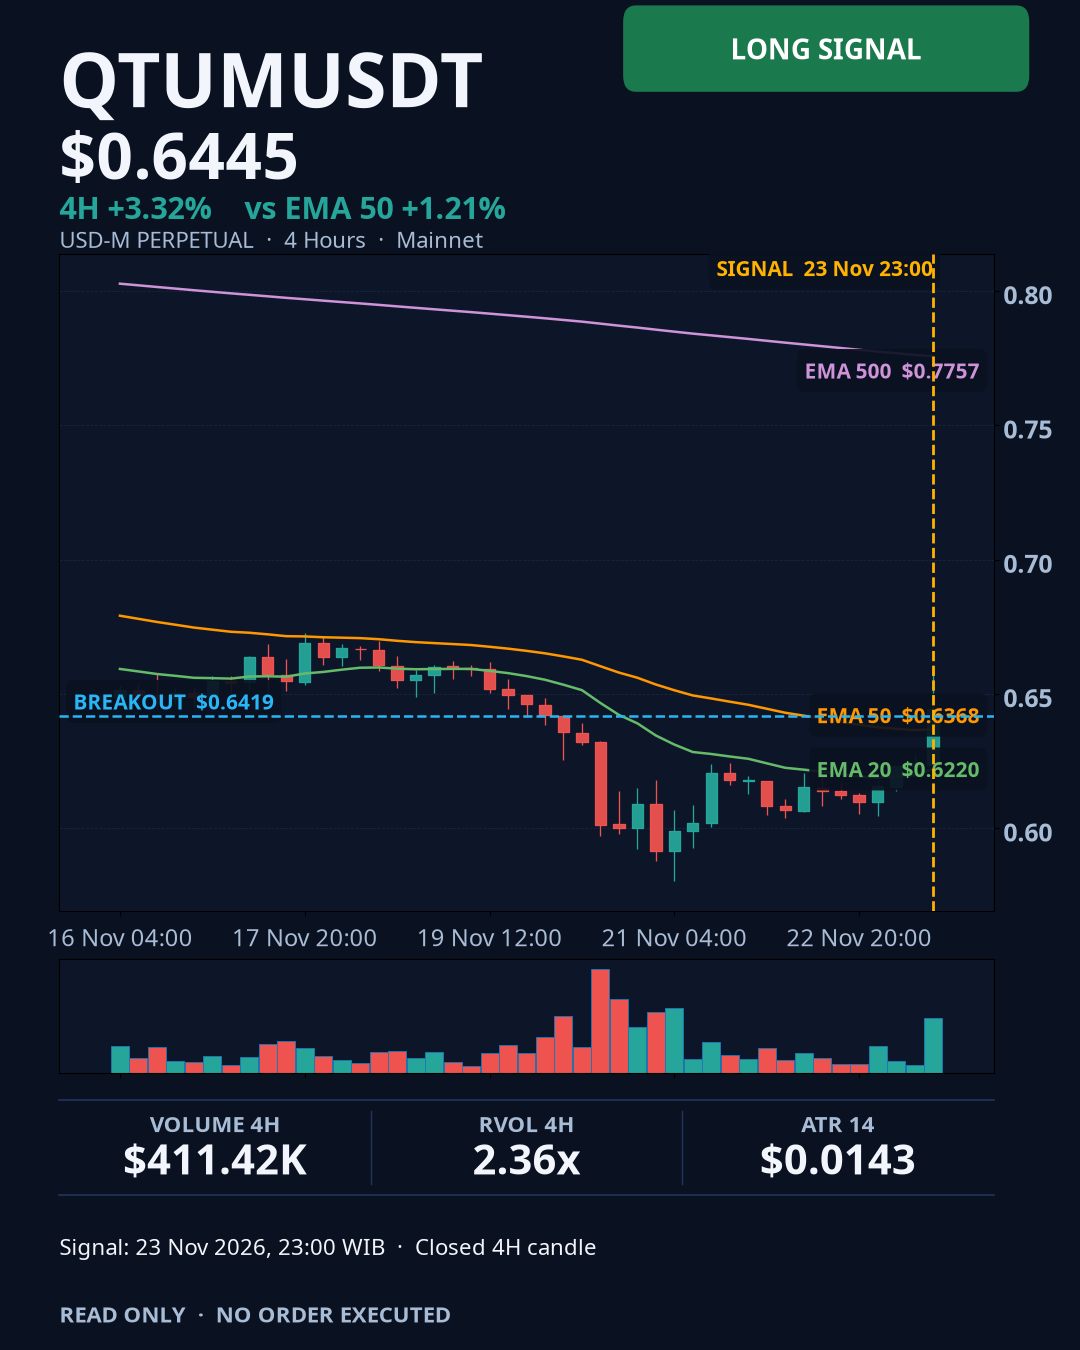 LONG SIGNAL
QTUMUSDT
$0.6445
4H +3.32% vs EMA 50 +1.21%
USD-M PERPETUAL · 4 Hours · Mainnet
SIGNAL 23 Nov 23:00
0.80
EMA 500 $0.7757
0.75
0.70
0.65
BREAKOUT $0.6419
EMA 50 $0.6368
EMA 20 $0.6220
0.60
16 Nov 04:00 17 Nov 20:00 19 Nov 12:00 21 Nov 04:00 22 Nov 20:00
VOLUME 4H RVOL 4H ATR 14
$411.42K 2.36x $0.0143
Signal: 23 Nov 2026, 23:00 WIB · Closed 4H candle
READ ONLY · NO ORDER EXECUTED